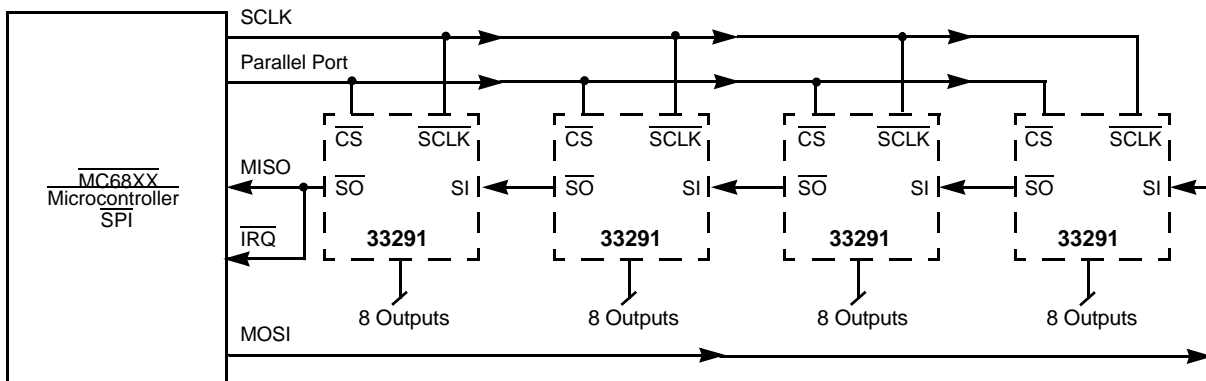 SCLK
Parallel Port
CS SCLK CS SCLK CS SCLK CS SCLK
MC68XX
Microcontroller
SPI
MISO
SO SI SO SI SO SI SO SI
IRQ
33291 33291 33291 33291
8 Outputs 8 Outputs 8 Outputs 8 Outputs
MOSI